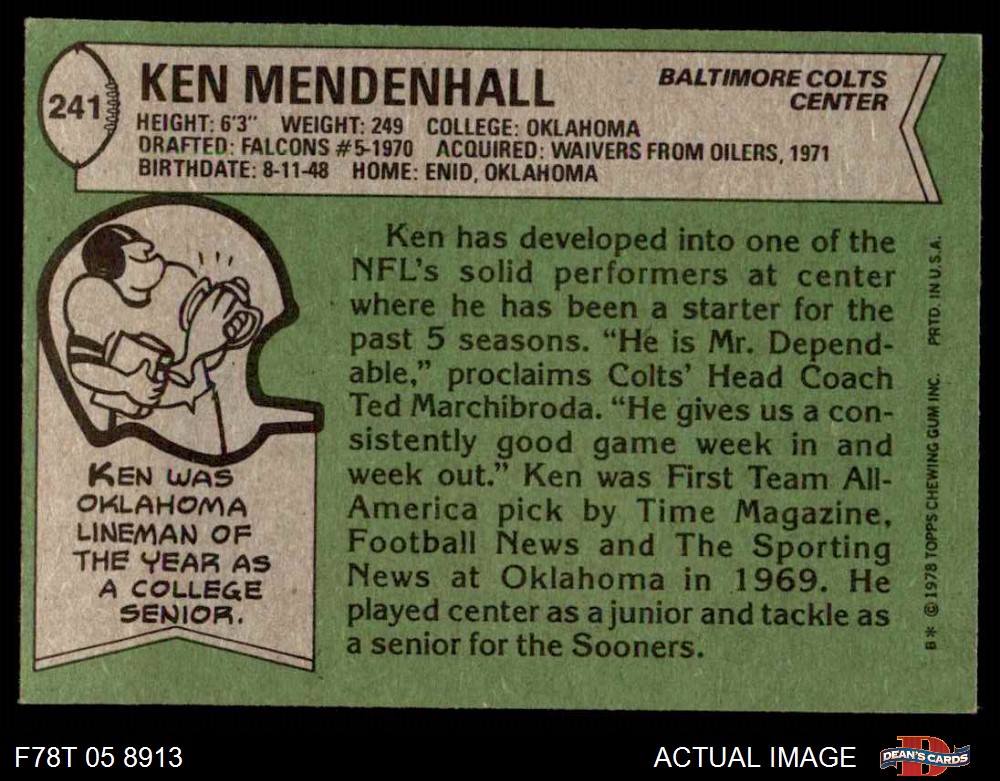 241
KEN MENDENHALL
BALTIMORE COLTS
CENTER
HEIGHT: 6'3" WEIGHT: 249 COLLEGE: OKLAHOMA
DRAFTED: FALCONS #5-1970 ACQUIRED: WAIVERS FROM OILERS, 1971
BIRTHDATE: 8-11-48 HOME: ENID, OKLAHOMA
KEN WAS
OKLAHOMA
LINEMAN OF
THE YEAR AS
A COLLEGE
SENIOR.
Ken has developed into one of the
NFL's solid performers at center
where he has been a starter for the
past 5 seasons. "He is Mr. Depend-
able," proclaims Colts' Head Coach
Ted Marchibroda. "He gives us a con-
sistently good game week in and
week out." Ken was First Team All-
America pick by Time Magazine,
Football News and The Sporting
News at Oklahoma in 1969. He
played center as a junior and tackle as
a senior for the Sooners.
B* © 1978 TOPPS CHEWING GUM INC. PRTD. IN U.S.A.
F78T 05 8913
ACTUAL IMAGE
D
DEAN'S CARDS